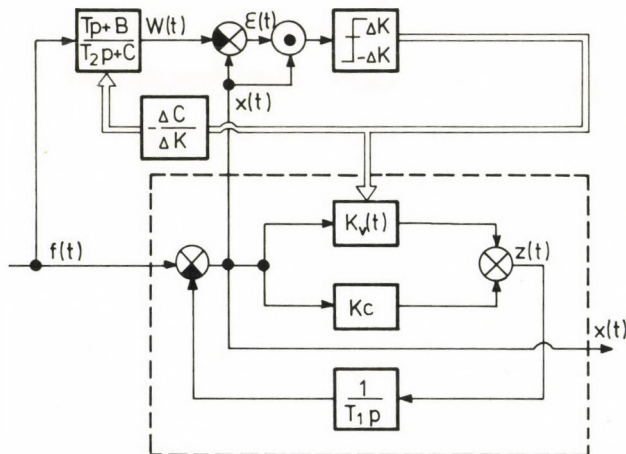 Tp+B
T₂p+C
W(t)
ε(t)
ΔK
-ΔK
x(t)
-ΔC
ΔK
Kᵥ(t)
f(t)
z(t)
Kc
x(t)
1
T₁p